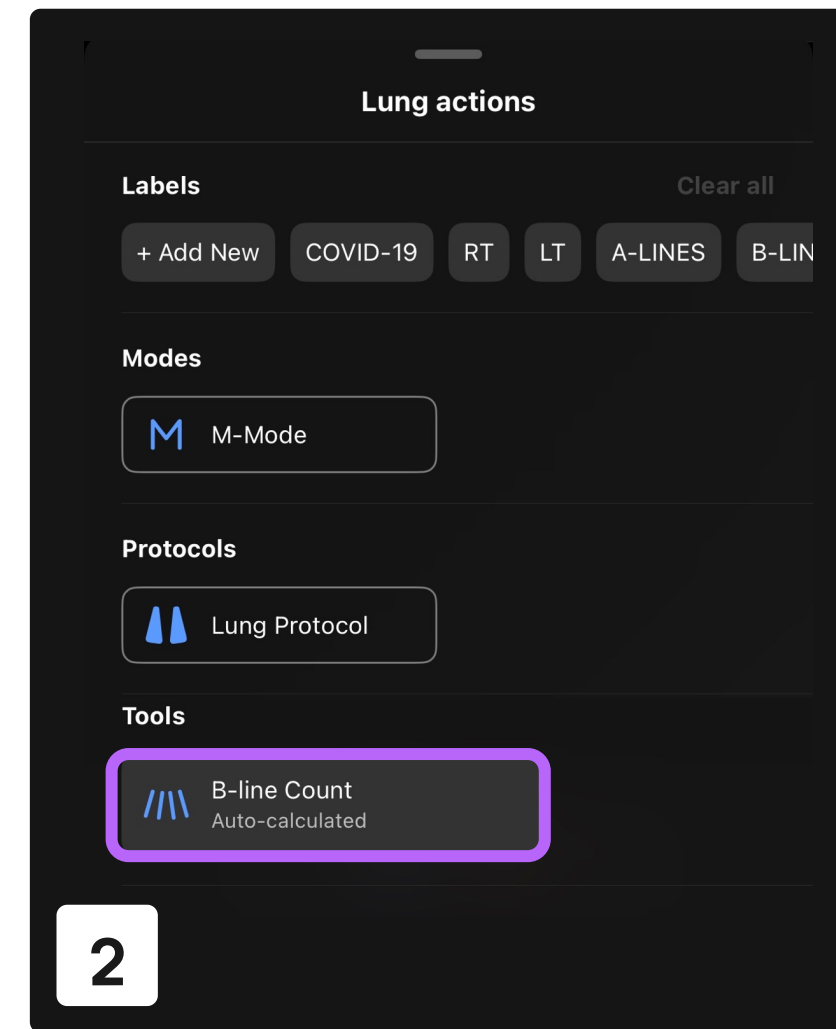 Lung actions
Labels Clear all
+ Add New COVID-19 RT LT A-LINES B-LIN
Modes
M-Mode
Protocols
Lung Protocol
Tools
B-line Count
Auto-calculated
2